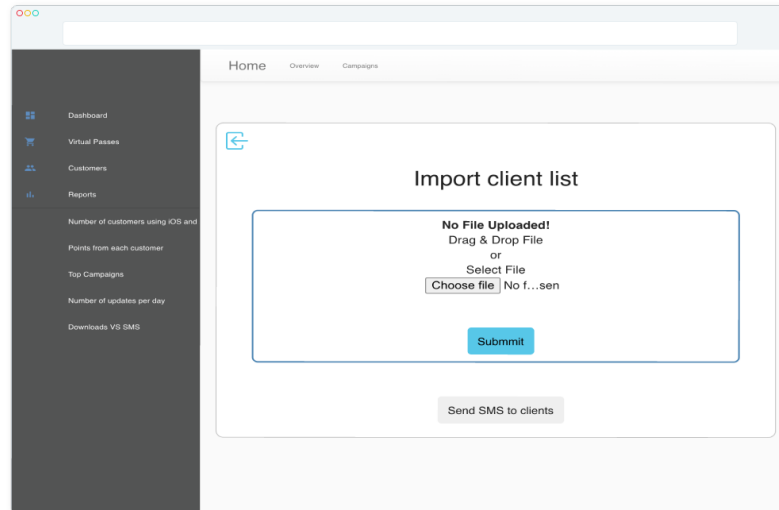 Home Overview Campaigns
Dashboard
Virtual Passes
Customers
Reports
Number of customers using iOS and
Points from each customer
Top Campaigns
Number of updates per day
Downloads VS SMS
Import client list
No File Uploaded!
Drag & Drop File
or
Select File
Choose file No f...sen
Submmit
Send SMS to clients